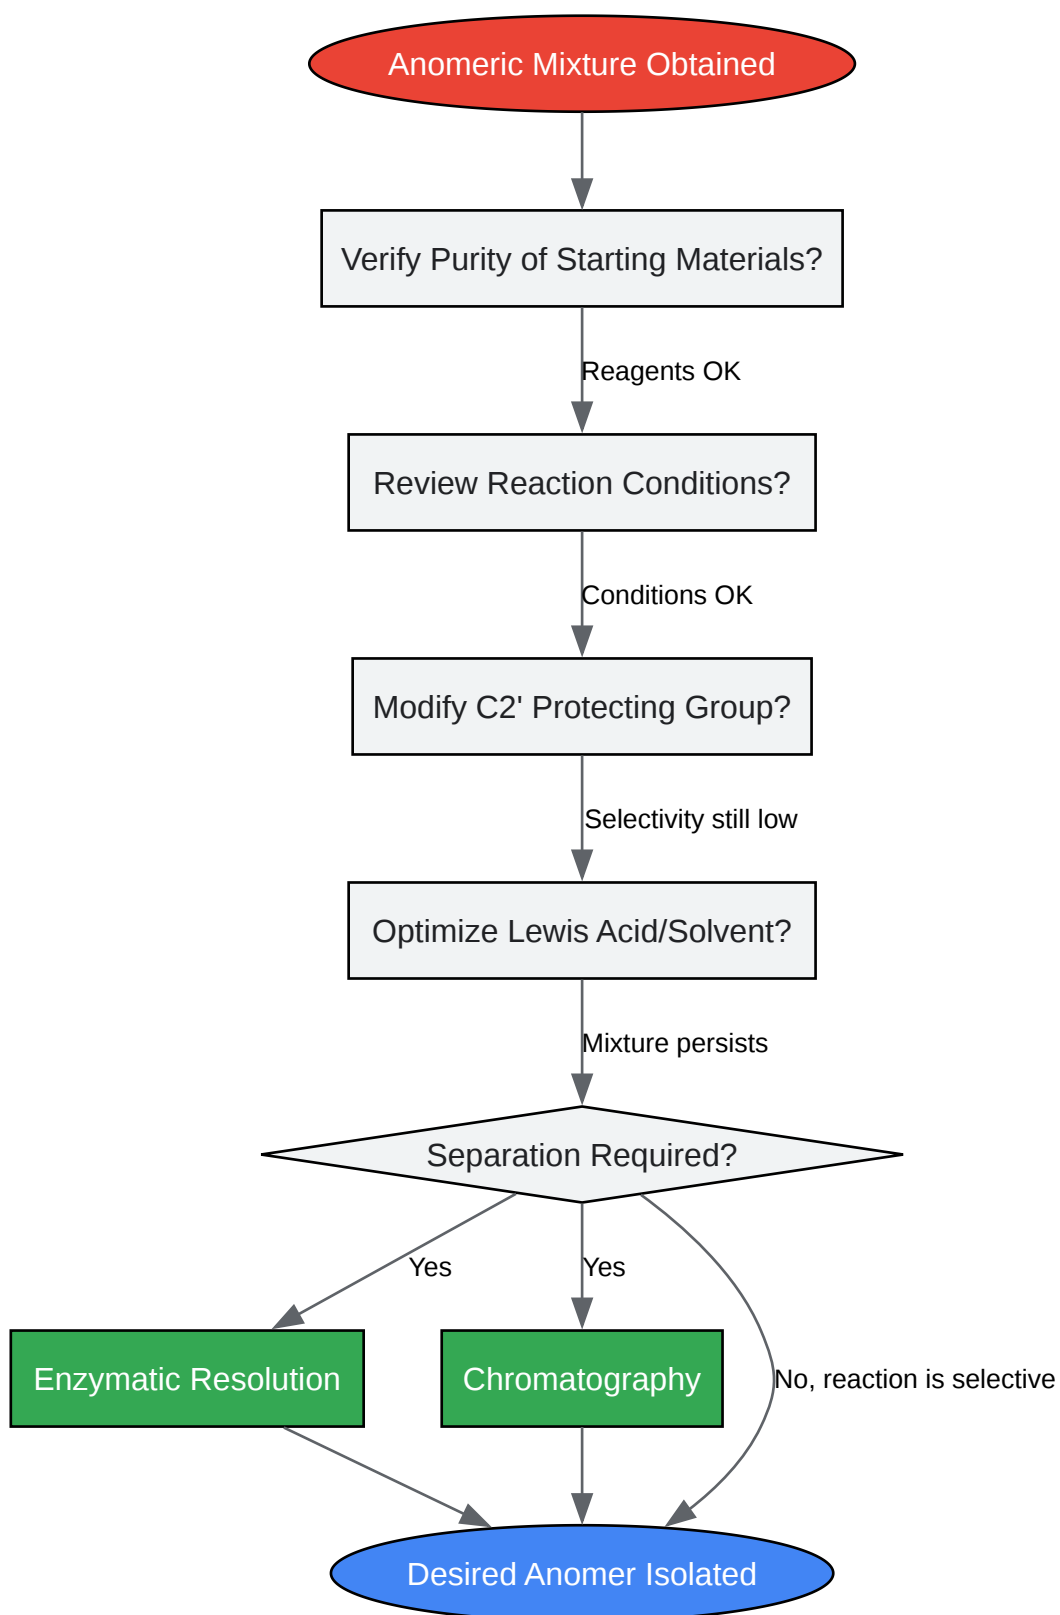 Anomeric Mixture Obtained
Verify Purity of Starting Materials?
Reagents OK
Review Reaction Conditions?
Conditions OK
Modify C2' Protecting Group?
Selectivity still low
Optimize Lewis Acid/Solvent?
Mixture persists
Separation Required?
Yes
Yes
Enzymatic Resolution
Chromatography
No, reaction is selective
Desired Anomer Isolated